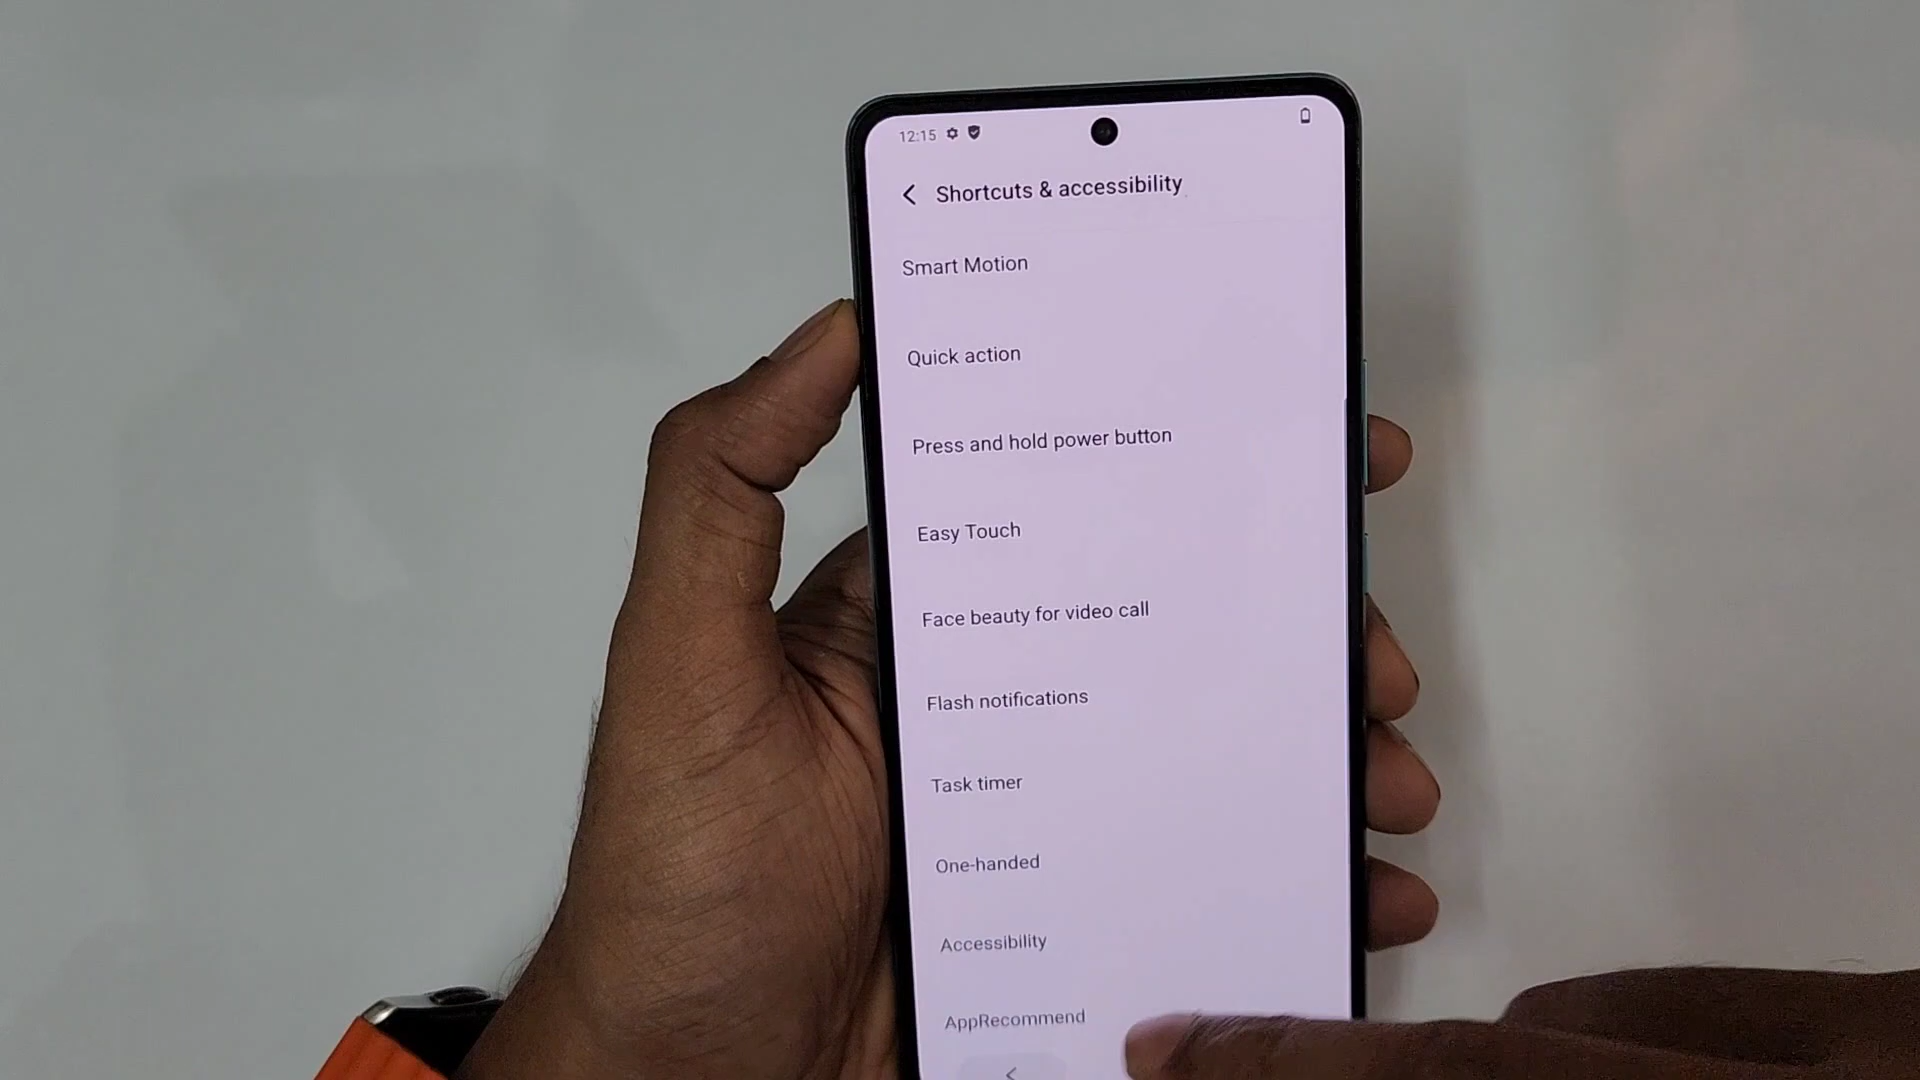 12:15
Shortcuts & accessibility
Smart Motion
Quick action
Press and hold power button
Easy Touch
Face beauty for video call
Flash notifications
Task timer
One-handed
Accessibility
AppRecommend